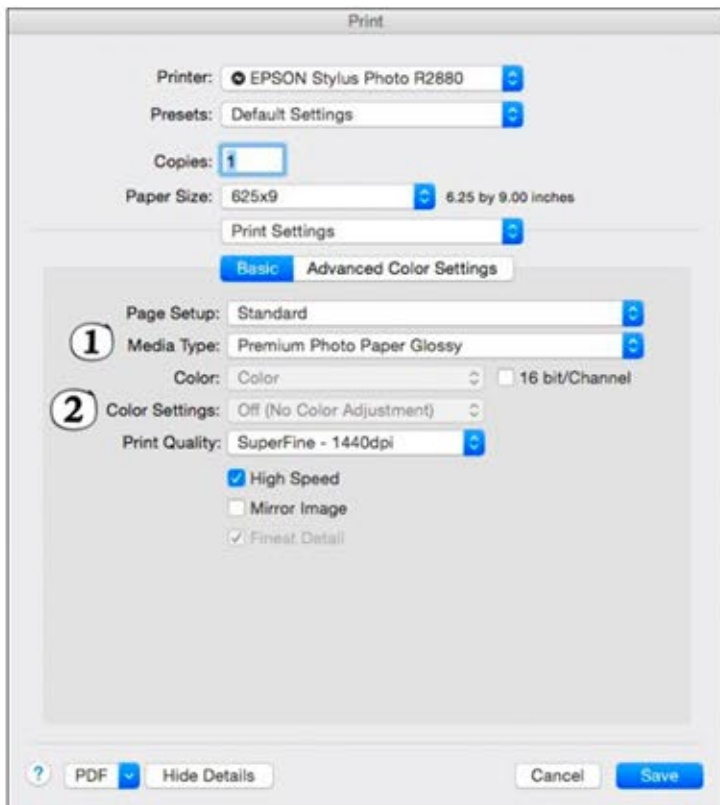 Print
Printer: EPSON Stylus Photo R2880
Presets: Default Settings
Copies: 1
Paper Size: 625x9 6.25 by 9.00 inches
Print Settings
Basic Advanced Color Settings
Page Setup: Standard
1 Media Type: Premium Photo Paper Glossy
Color: Color 16 bit/Channel
2 Color Settings: Off (No Color Adjustment)
Print Quality: SuperFine - 1440dpi
High Speed
Mirror Image
Finest Detail
? PDF Hide Details Cancel Save